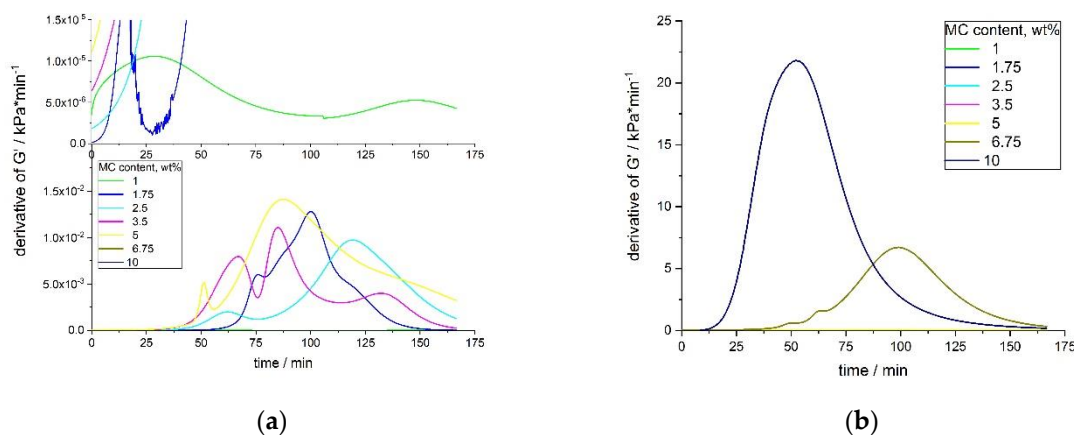 derivative of G' / kPa*min⁻¹
1.5x10⁻⁵
1.0x10⁻⁵
5.0x10⁻⁶
0.0
0 25 50 75 100 125 150 175
time / min
1.5x10⁻²
1.0x10⁻²
5.0x10⁻³
0.0
MC content, wt%
1
1.75
2.5
3.5
5
6.75
10
0 25 50 75 100 125 150 175
time / min
(a)
derivative of G' / kPa*min⁻¹
25
20
15
10
5
0
MC content, wt%
1
1.75
2.5
3.5
5
6.75
10
0 25 50 75 100 125 150 175
time / min
(b)